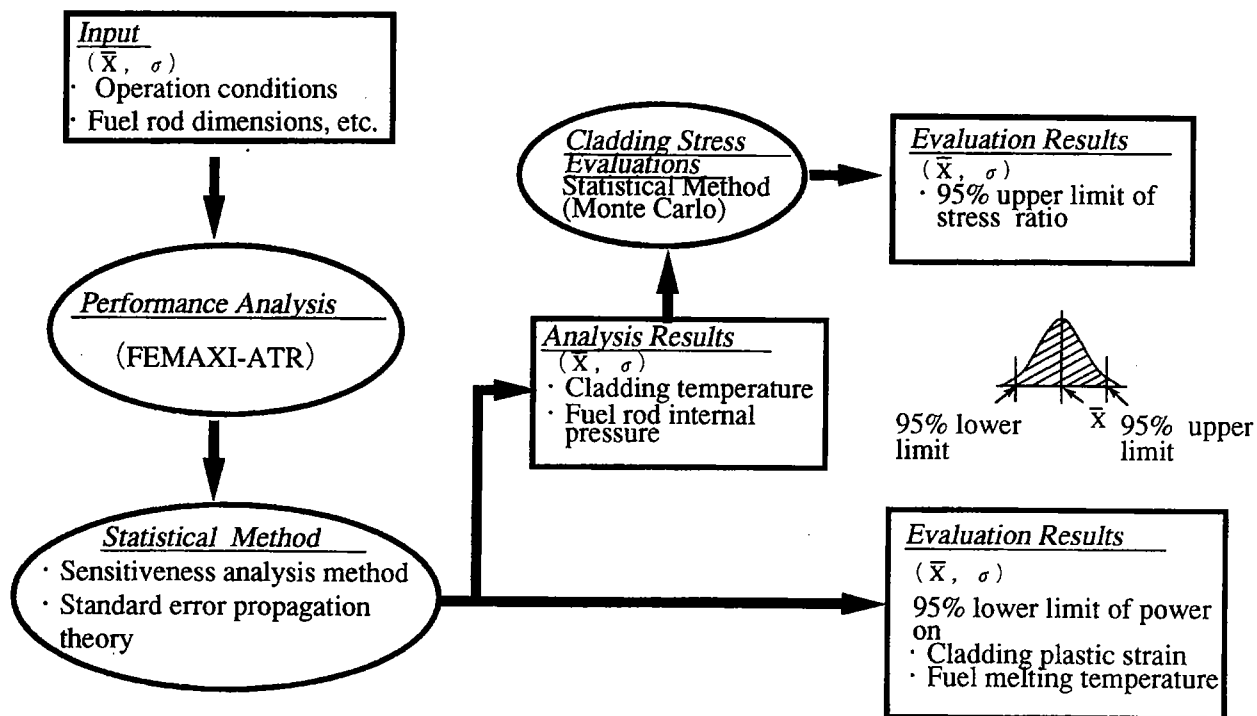 Input
(X̄, σ)
· Operation conditions
· Fuel rod dimensions, etc.
Performance Analysis
(FEMAXI-ATR)
Statistical Method
· Sensitiveness analysis method
· Standard error propagation
theory
Cladding Stress
Evaluations
Statistical Method
(Monte Carlo)
Analysis Results
(X̄, σ)
· Cladding temperature
· Fuel rod internal
pressure
Evaluation Results
(X̄, σ)
· 95% upper limit of
stress ratio
95% lower
limit
X̄
95% upper
limit
Evaluation Results
(X̄, σ)
95% lower limit of power
on
· Cladding plastic strain
· Fuel melting temperature